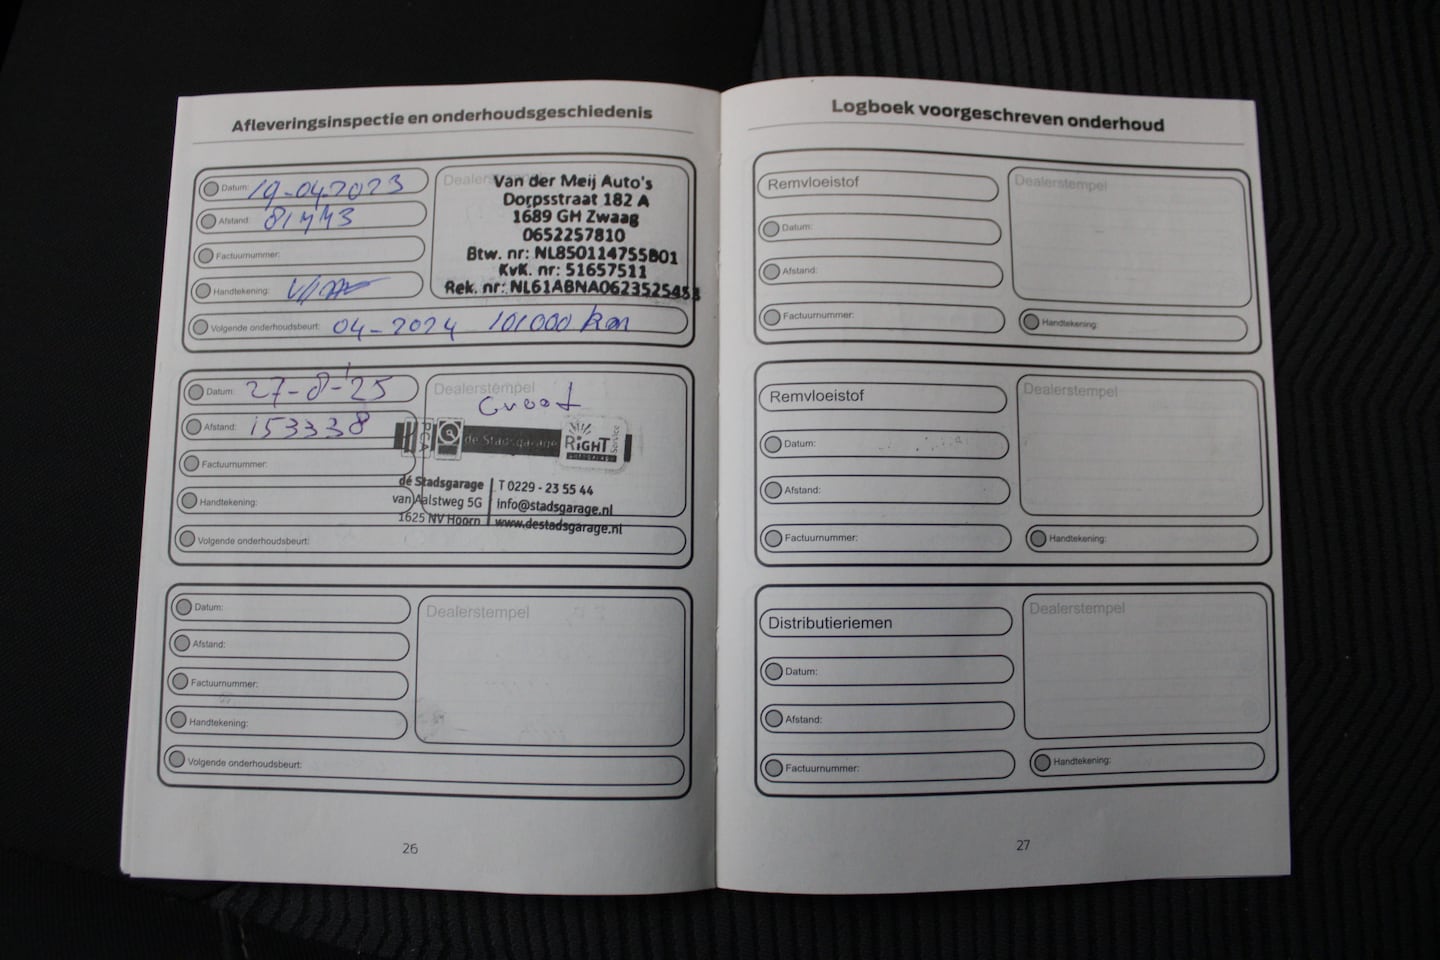 Afleveringsinspectie en onderhoudsgeschiedenis
Datum: 19-04-2023
Afstand: 81443
Factuurnummer:
Handtekening:
Dealerstempel
Van der Meij Auto's
Dorpsstraat 182 A
1689 GH Zwaag
0652257810
Btw. nr: NL850114755B01
KvK. nr: 51657511
Rek. nr: NL61ABNA0623525453
Volgende onderhoudsbeurt: 04-2024 101000 km
Datum: 27-8-'25
Afstand: 153338
Factuurnummer:
Handtekening:
Dealerstempel
Groot
RCA
de Stadsgarage
RiGHT
Service
de Stadsgarage
van Aalstweg 5G
1625 NV Hoorn
T 0229 - 23 55 44
info@stadsgarage.nl
www.destadsgarage.nl
Volgende onderhoudsbeurt:
Datum:
Afstand:
Factuurnummer:
Handtekening:
Dealerstempel
Volgende onderhoudsbeurt:
26
Logboek voorgeschreven onderhoud
Remvloeistof
Datum:
Afstand:
Factuurnummer:
Dealerstempel
Handtekening:
Remvloeistof
Datum:
Afstand:
Factuurnummer:
Dealerstempel
Handtekening:
Distributieriemen
Datum:
Afstand:
Factuurnummer:
Dealerstempel
Handtekening:
27